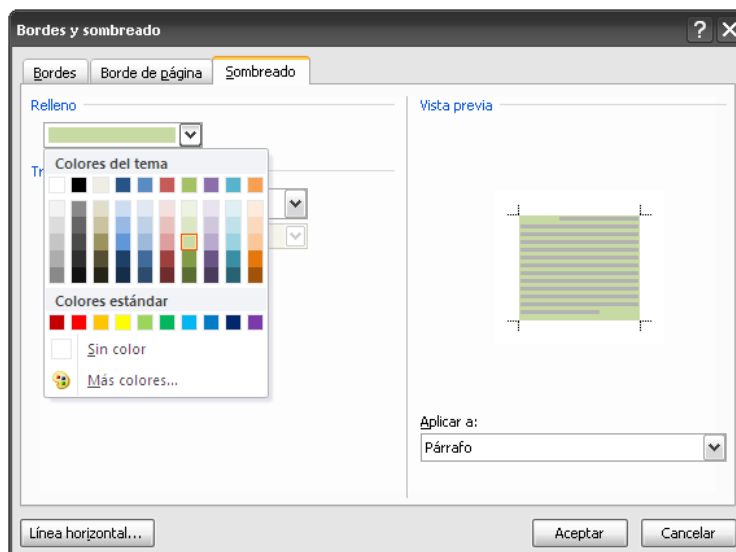 Bordes y sombreado
Bordes
Borde de página
Sombreado
Relleno
Colores del tema
Tr
Colores estándar
Sin color
Más colores...
Vista previa
Aplicar a:
Párrafo
Línea horizontal...
Aceptar
Cancelar